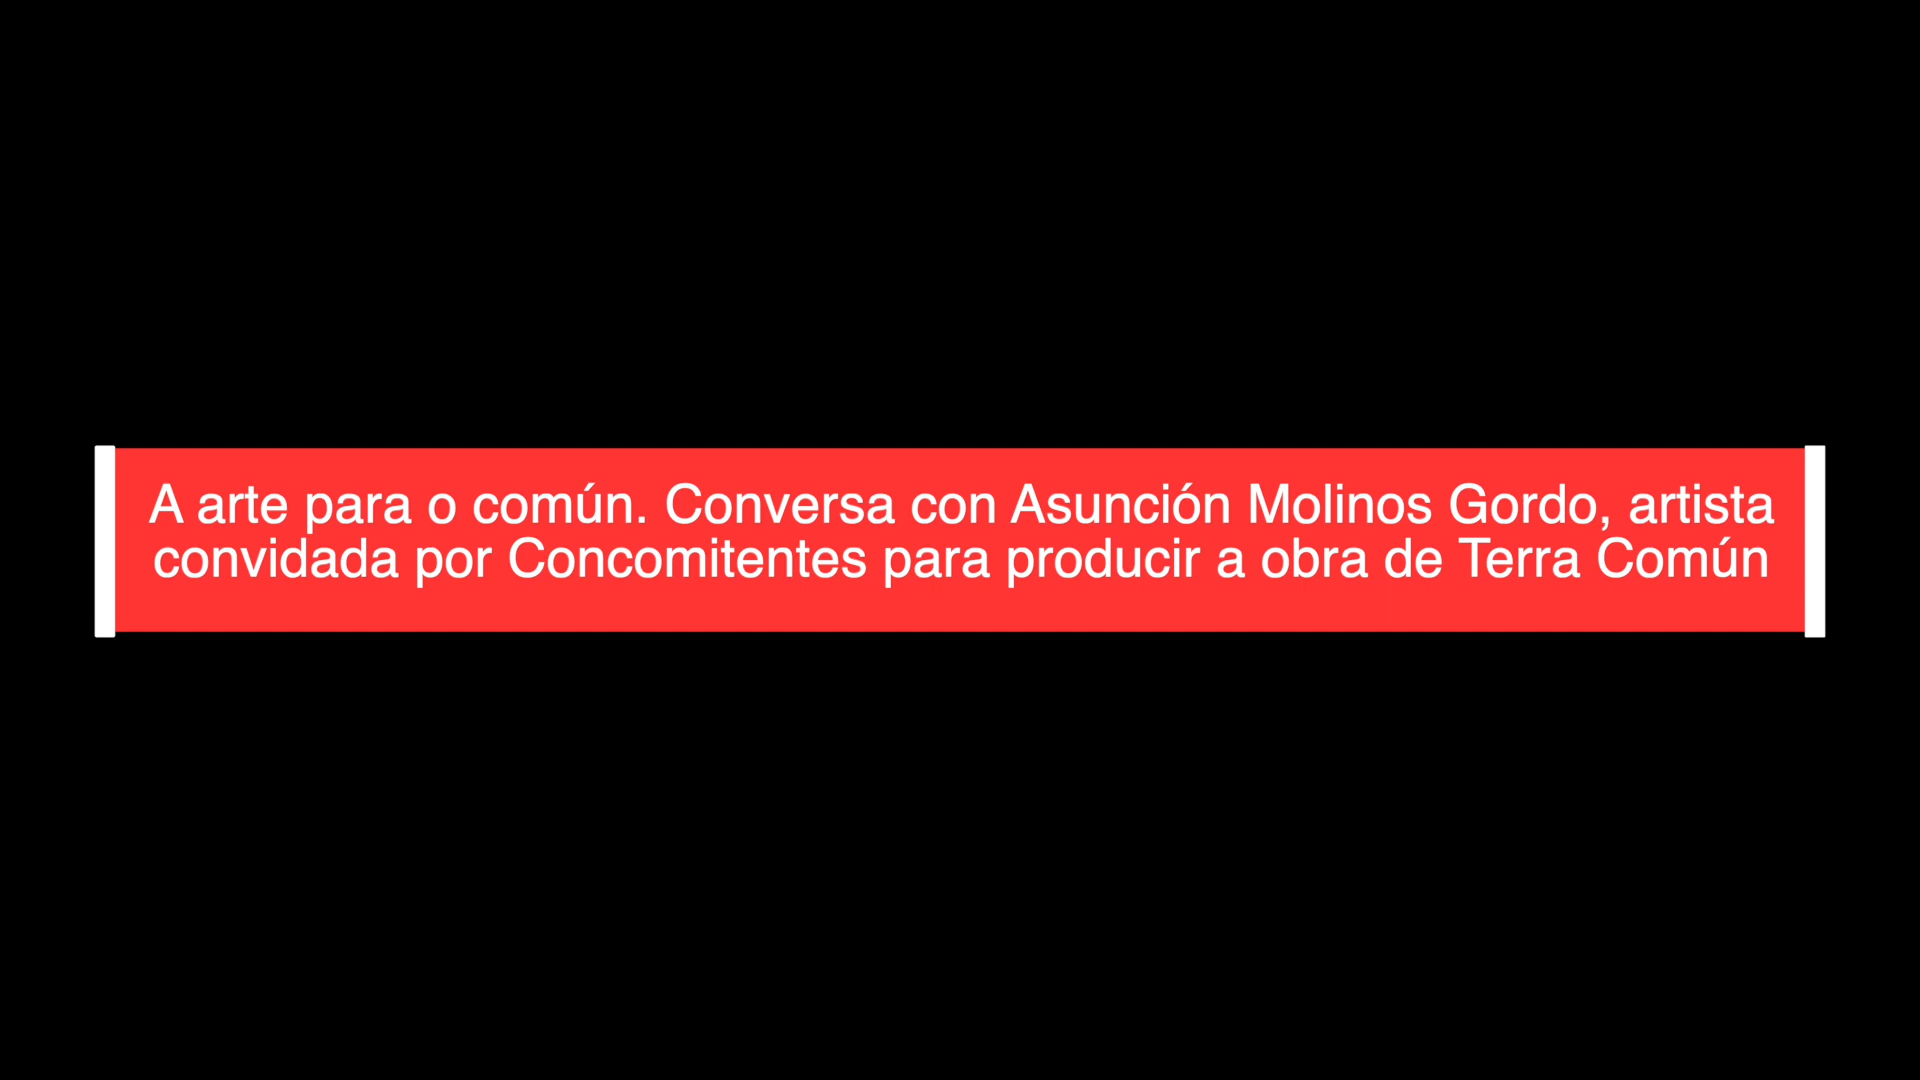 A arte para o común. Conversa con Asunción Molinos Gordo, artista
convidada por Concomitentes para producir a obra de Terra Común